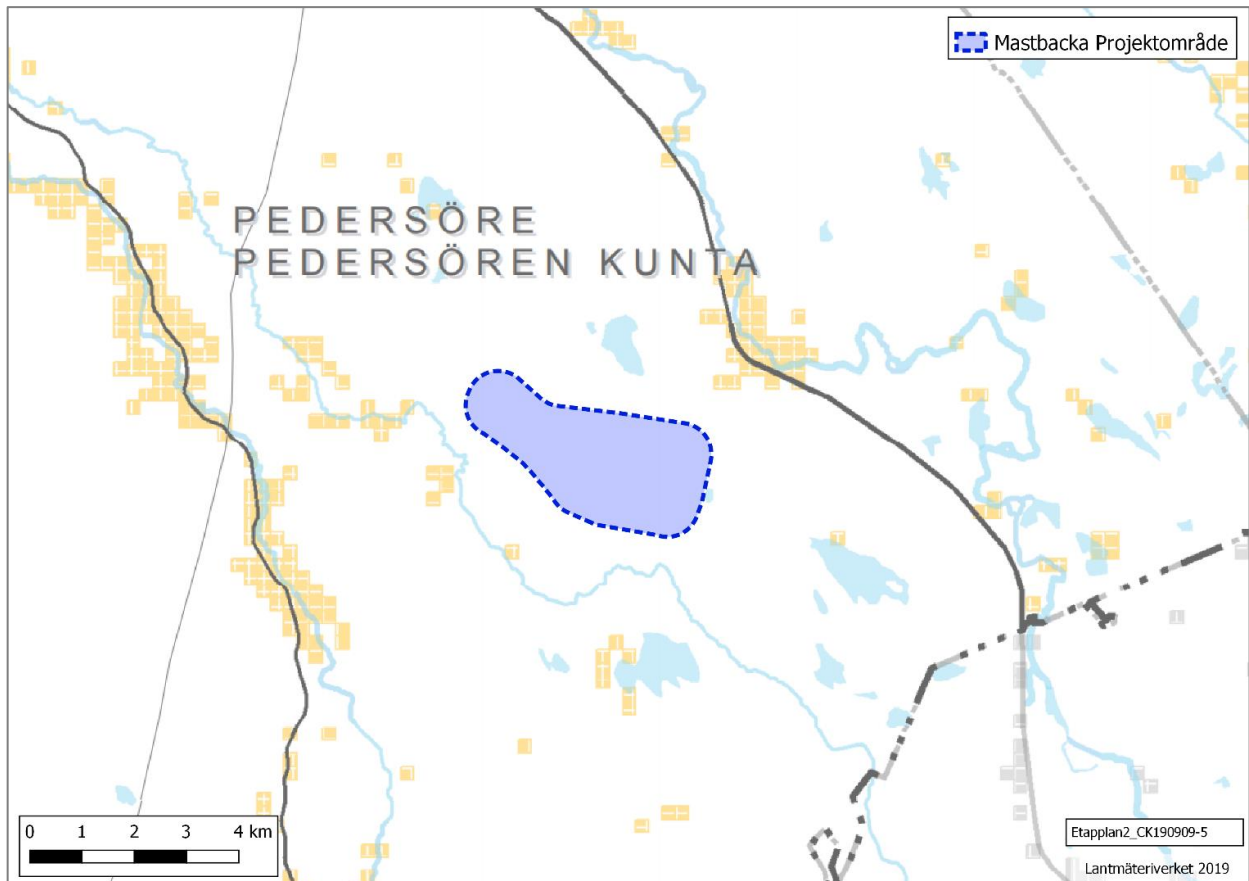 Mastbacka Projektområde
PEDERSÖRE
PEDERSÖREN KUNTA
0 1 2 3 4 km
Etapplan2_CK190909-5
Lantmäteriverket 2019